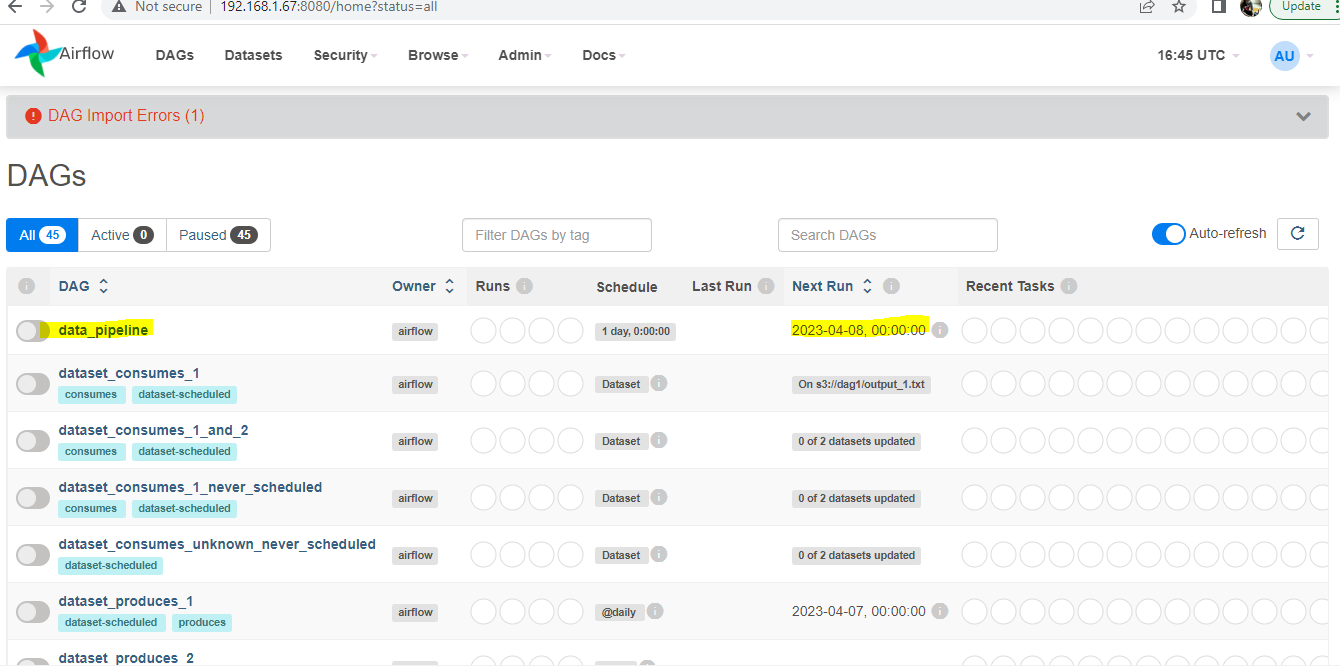 Not secure | 192.168.1.67:8080/home?status=all Update
Airflow DAGs Datasets Security Browse Admin Docs 16:45 UTC AU
DAG Import Errors (1)
DAGs
All 45 Active 0 Paused 45 Filter DAGs by tag Search DAGs Auto-refresh
DAG Owner Runs Schedule Last Run Next Run Recent Tasks
data_pipeline airflow 1 day, 0:00:00 2023-04-08, 00:00:00
dataset_consumes_1 airflow Dataset On s3://dag1/output_1.txt
consumes dataset-scheduled
dataset_consumes_1_and_2 airflow Dataset 0 of 2 datasets updated
consumes dataset-scheduled
dataset_consumes_1_never_scheduled airflow Dataset 0 of 2 datasets updated
consumes dataset-scheduled
dataset_consumes_unknown_never_scheduled airflow Dataset 0 of 2 datasets updated
dataset-scheduled
dataset_produces_1 airflow @daily 2023-04-07, 00:00:00
dataset-scheduled produces
dataset_produces_2